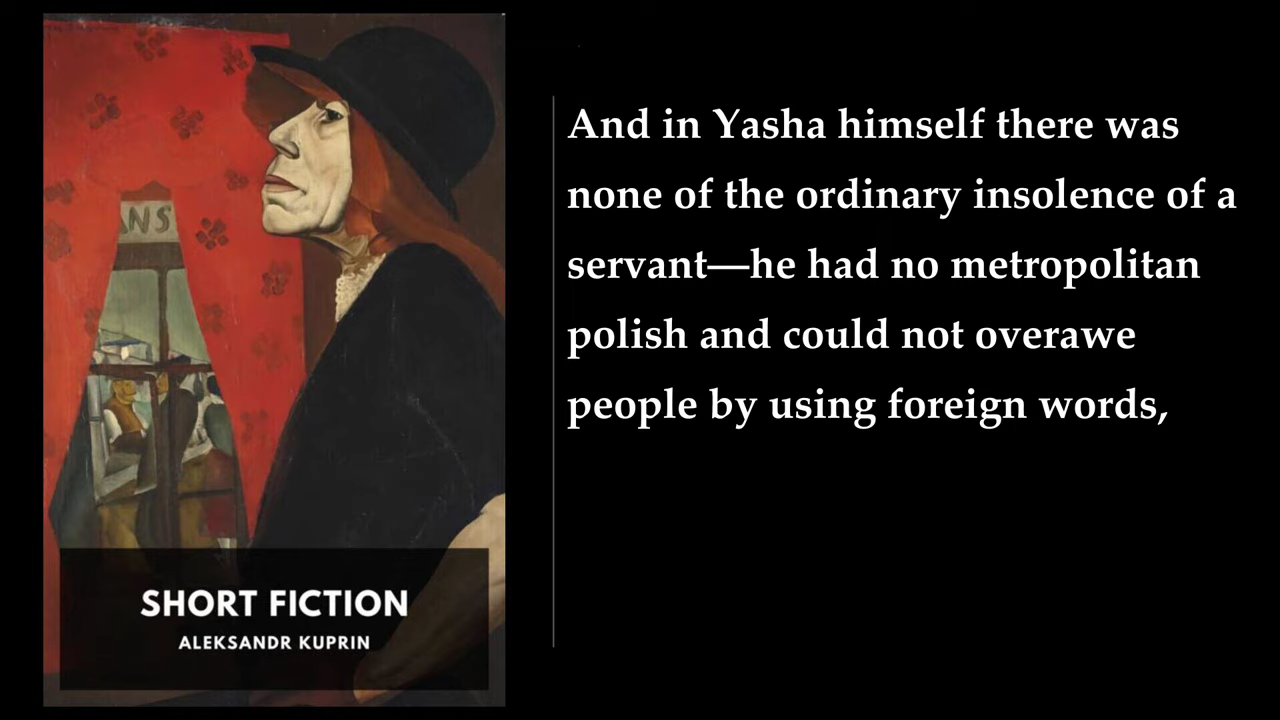 ANS
SHORT FICTION
ALEKSANDR KUPRIN
And in Yasha himself there was
none of the ordinary insolence of a
servant—he had no metropolitan
polish and could not overawe
people by using foreign words,